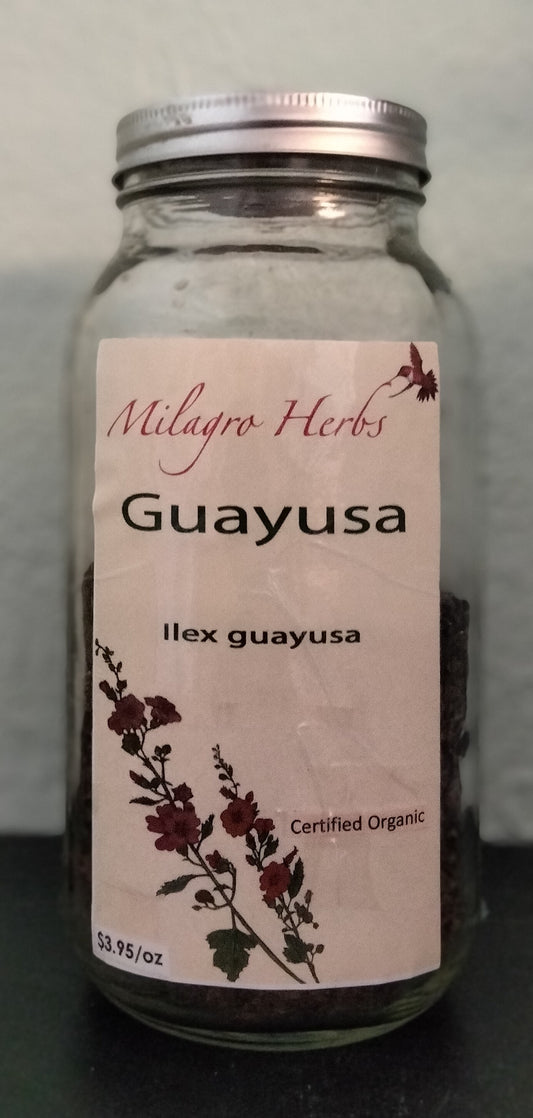 Milagro Herbs
Guayusa
Ilex guayusa
Certified Organic
$3.95/oz